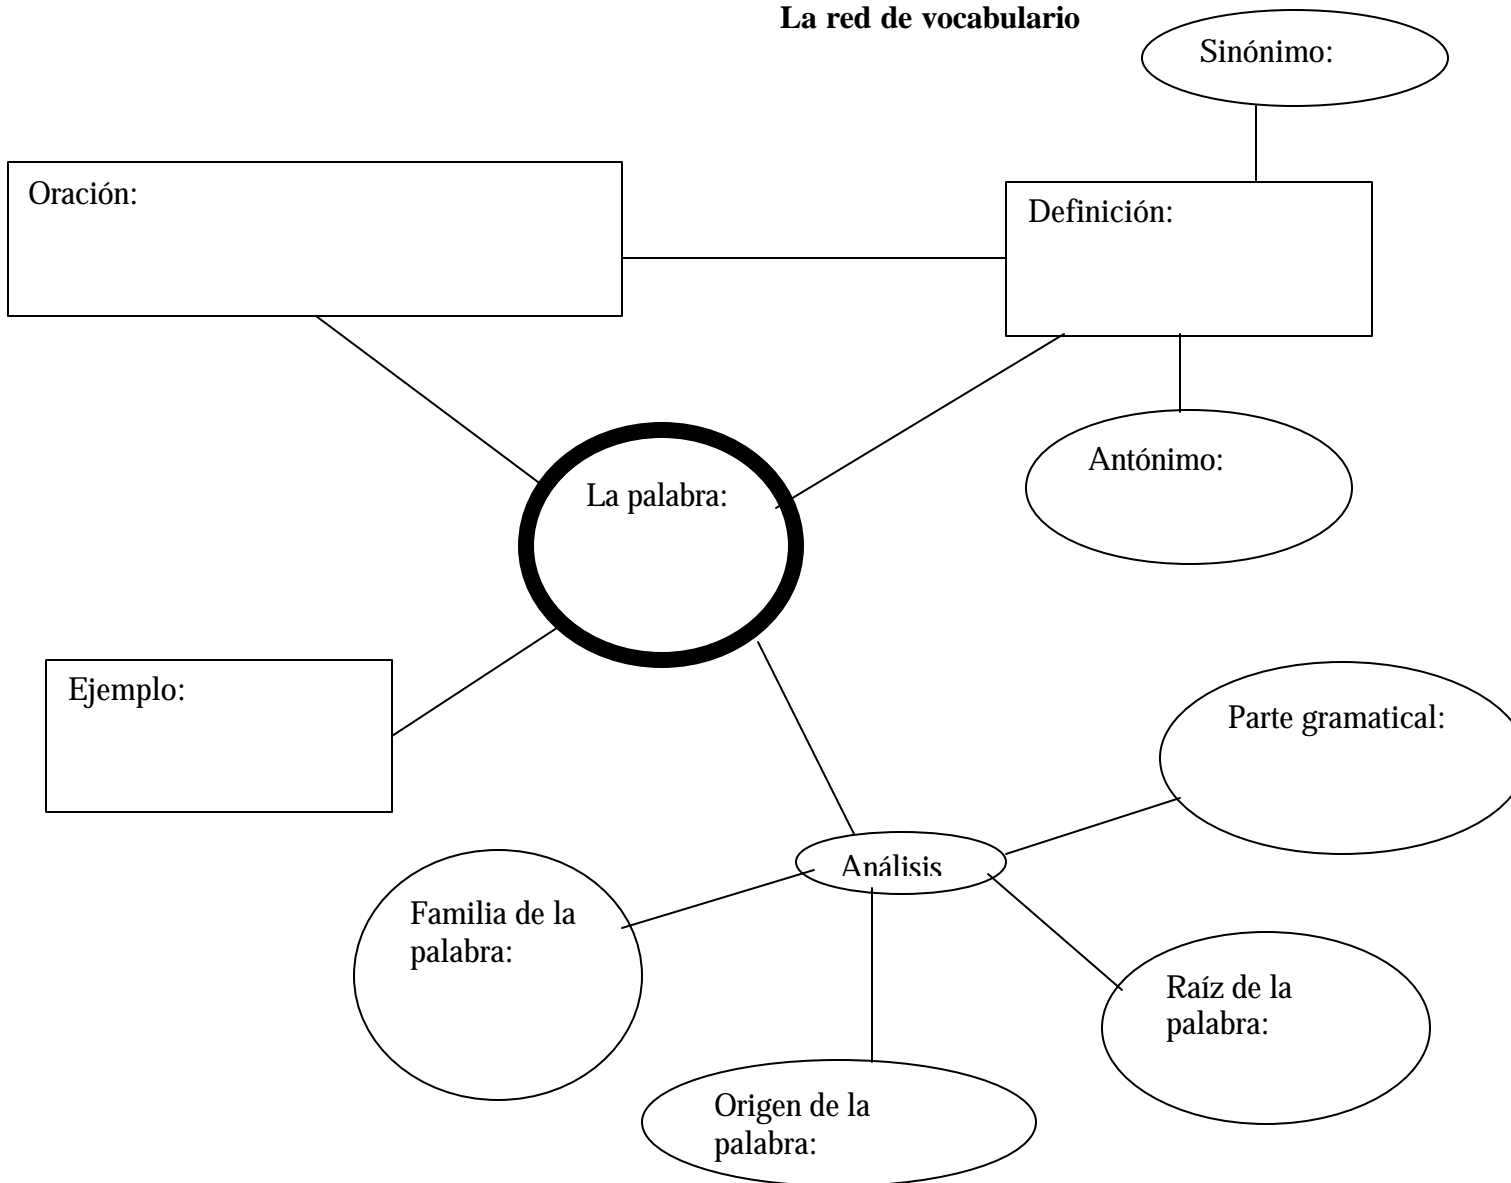 La red de vocabulario
Sinónimo:
Oración:
Definición:
Antónimo:
La palabra:
Ejemplo:
Parte gramatical:
Análisis
Familia de la
palabra:
Raíz de la
palabra:
Origen de la
palabra: